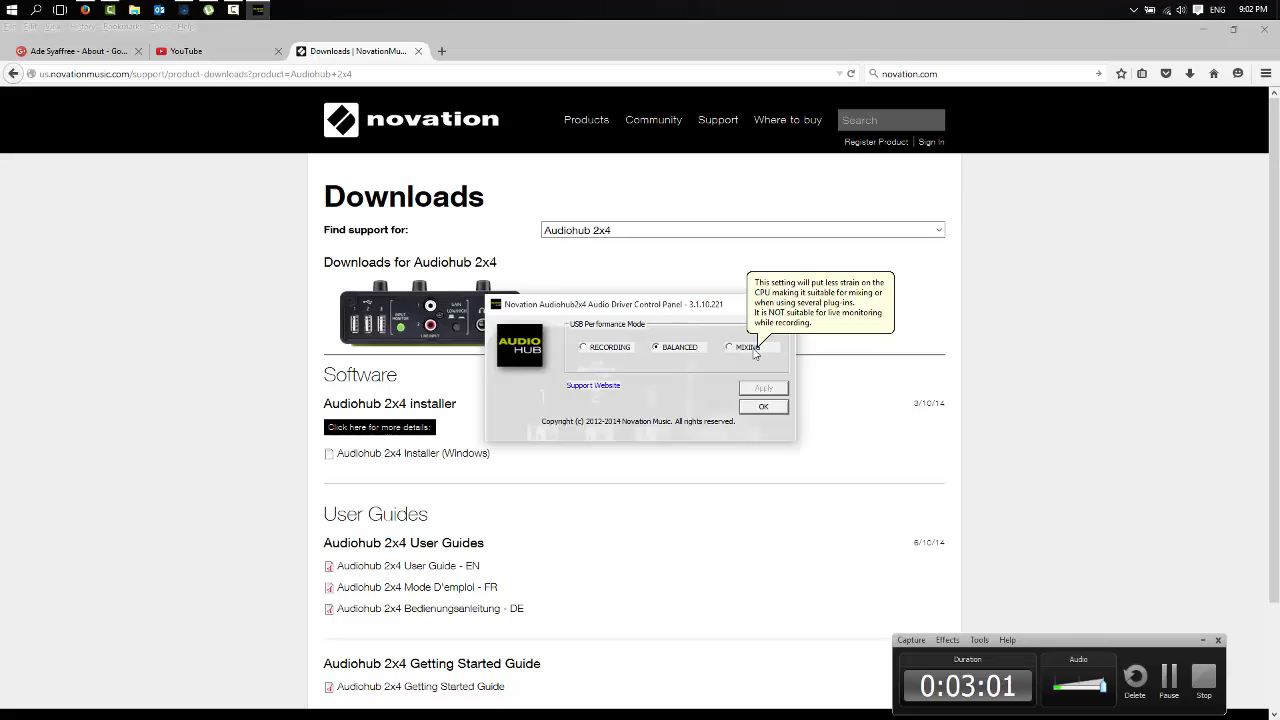 ENG
9:02 PM
File Edit View History Bookmarks Tools Help
Ade Syaffree - About - Go...
YouTube
Downloads | NovationMu...
us.novationmusic.com/support/product-downloads?product=Audiohub+2x4
novation.com
novation
Products
Community
Support
Where to buy
Search
Register Product | Sign In
Downloads
Find support for:
Audiohub 2x4
Downloads for Audiohub 2x4
This setting will put less strain on the
CPU making it suitable for mixing or
when using several plug-ins.
It is NOT suitable for live monitoring
while recording.
Novation Audiohub2x4 Audio Driver Control Panel - 3.1.10.221
AUDIO
HUB
USB Performance Mode
RECORDING
BALANCED
MIXING
Support Website
Apply
OK
Copyright (c) 2012-2014 Novation Music. All rights reserved.
Software
Audiohub 2x4 installer
3/10/14
Click here for more details:
Audiohub 2x4 Installer (Windows)
User Guides
Audiohub 2x4 User Guides
6/10/14
Audiohub 2x4 User Guide - EN
Audiohub 2x4 Mode D'emploi - FR
Audiohub 2x4 Bedienungsanleitung - DE
Audiohub 2x4 Getting Started Guide
Audiohub 2x4 Getting Started Guide
Capture Effects Tools Help
Duration
0:03:01
Audio
Delete
Pause
Stop